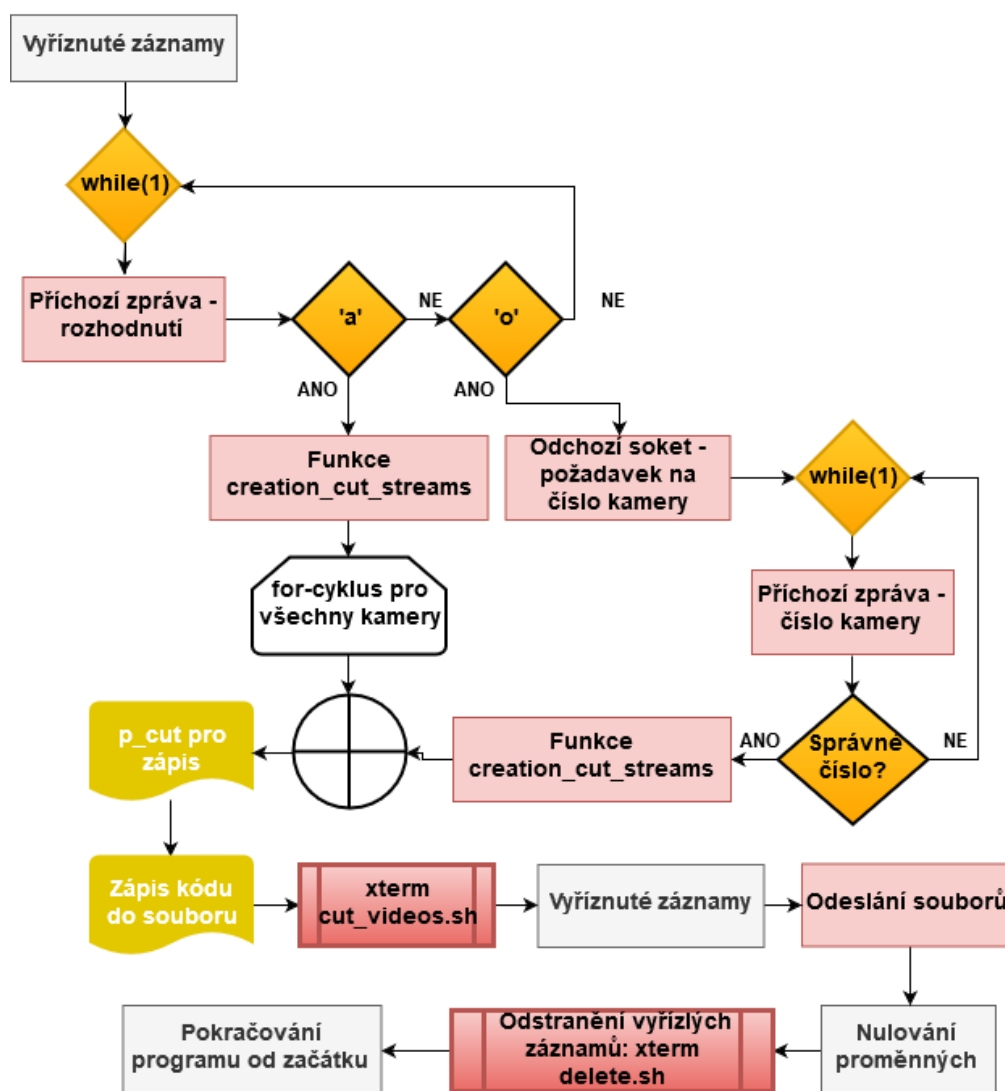 Vyříznuté záznamy
while(1)
Příchozí zpráva -
rozhodnutí
'a'
NE
'o'
NE
ANO
ANO
Funkce
creation_cut_streams
Odchozí soket -
požadavek na
číslo kamery
while(1)
for-cyklus pro
všechny kamery
Příchozí zpráva -
číslo kamery
p_cut pro
zápis
Funkce
creation_cut_streams
ANO
Správné
číslo?
NE
Zápis kódu
do souboru
xterm
cut_videos.sh
Vyříznuté záznamy
Odeslání souborů
Pokračování
programu od začátku
Odstranění vyřízlých
záznamů: xterm
delete.sh
Nulování
proměnných